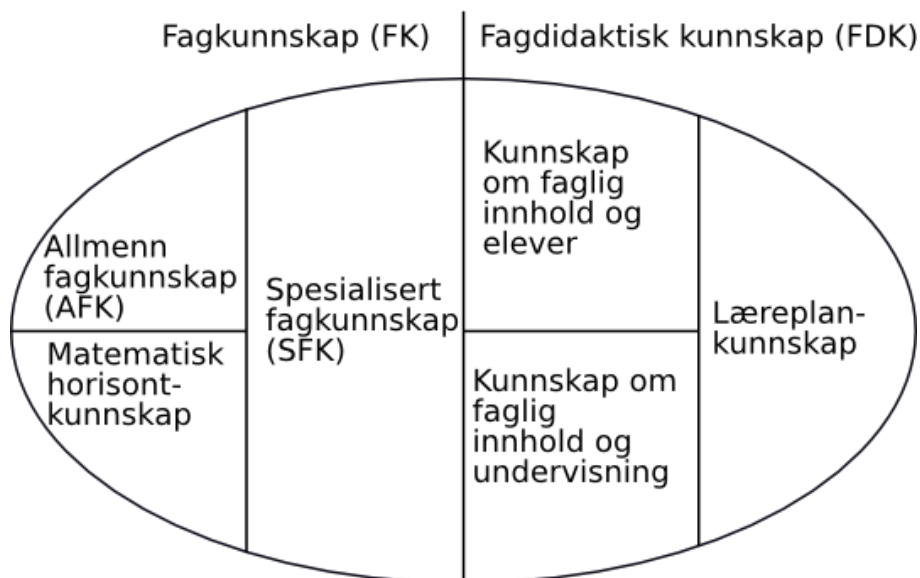 Fagkunnskap (FK)
Fagdidaktisk kunnskap (FDK)
Allmenn
fagkunnskap
(AFK)
Matematisk
horisont-
kunnskap
Spesialisert
fagkunnskap
(SFK)
Kunnskap
om faglig
innhold og
elever
Kunnskap om
faglig
innhold og
undervisning
Læreplan-
kunnskap